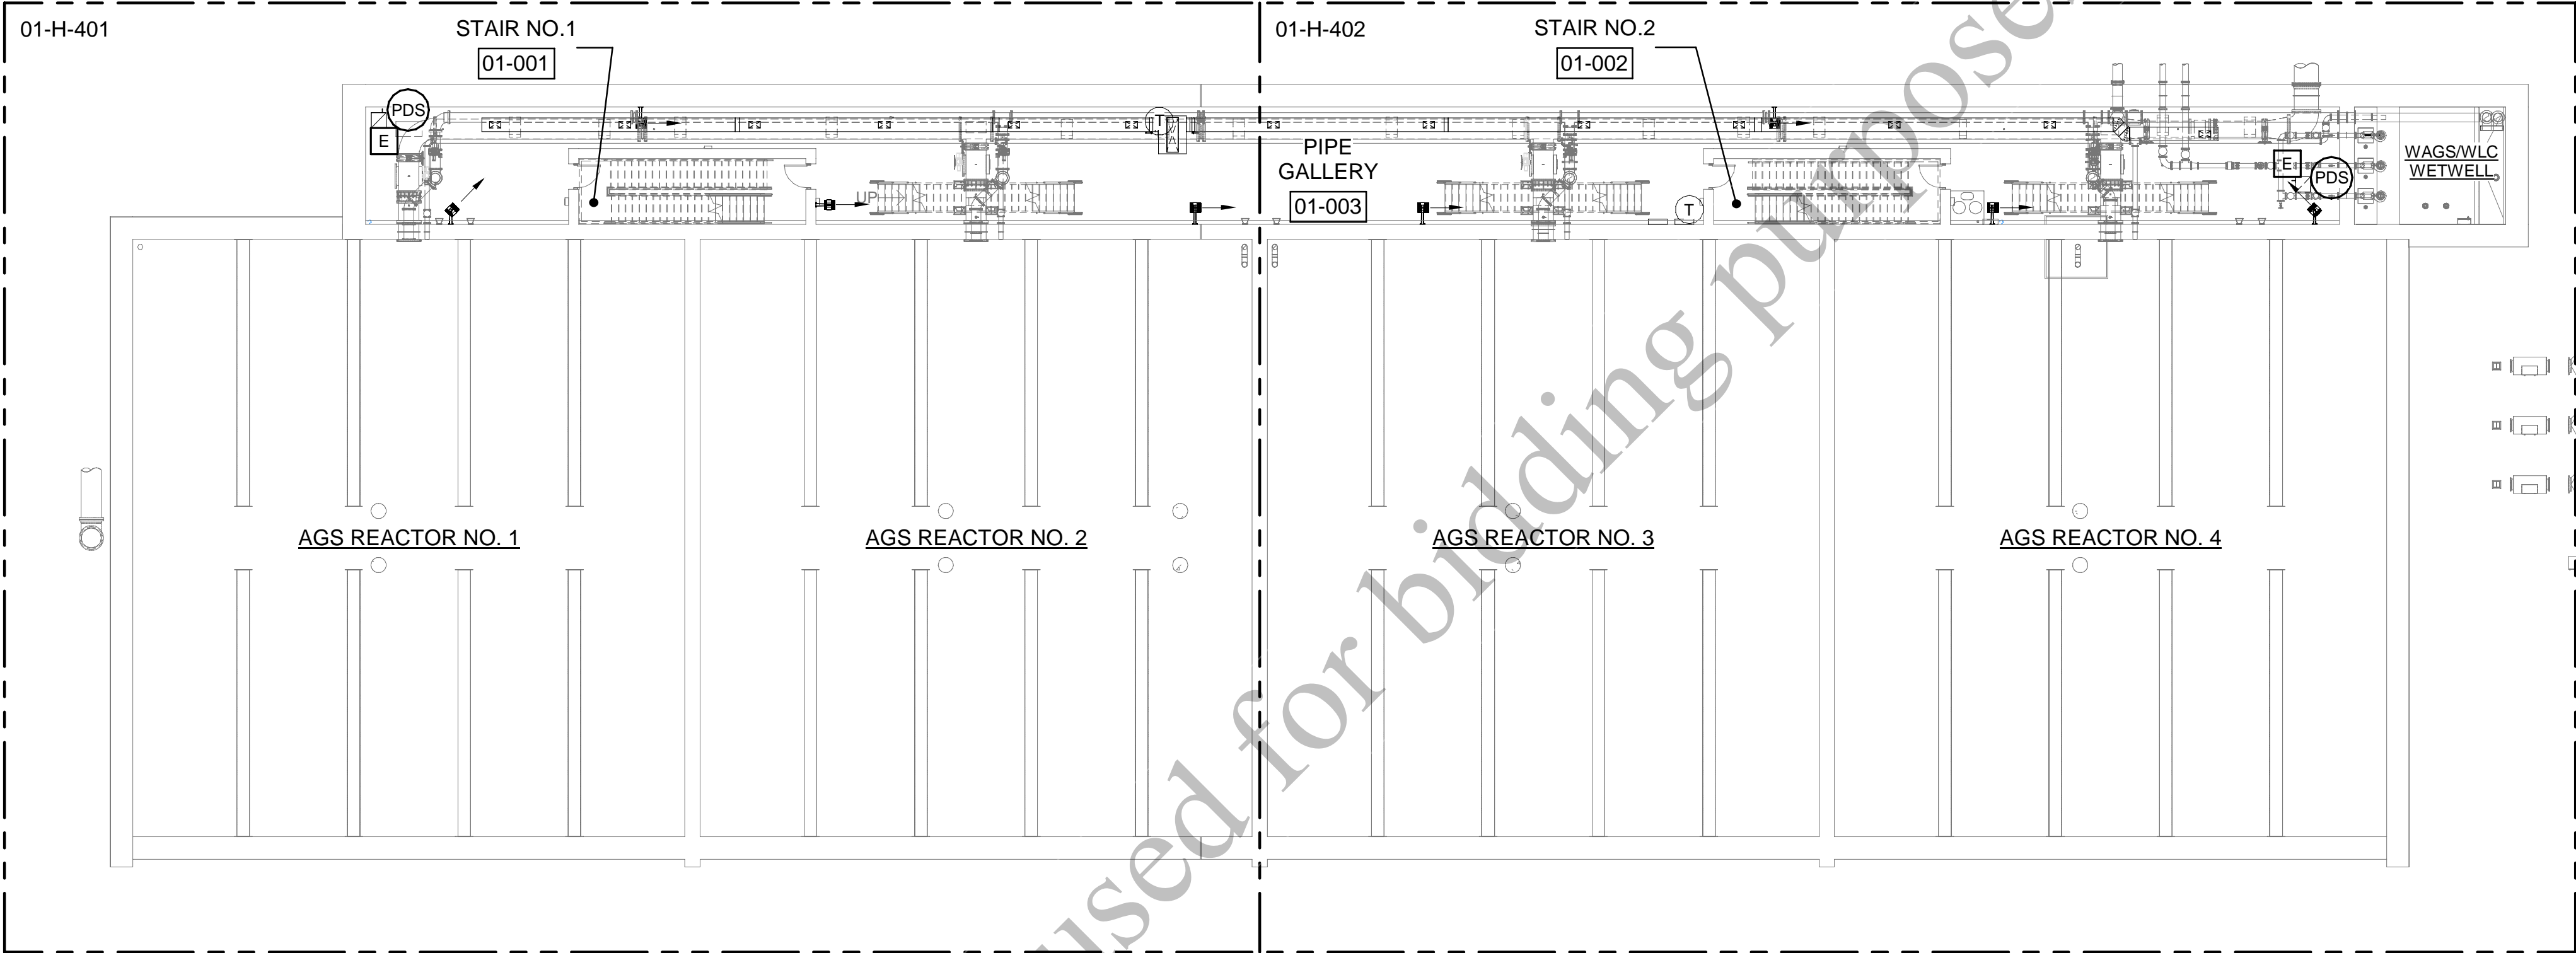 01-H-401
STAIR NO.1
01-001
01-H-402
STAIR NO.2
01-002
PDS
E
T
PIPE
GALLERY
01-003
UP
T
E
PDS
WAGS/WLC
WETWELL
AGS REACTOR NO. 1
AGS REACTOR NO. 2
AGS REACTOR NO. 3
AGS REACTOR NO. 4
used for bidding purpose